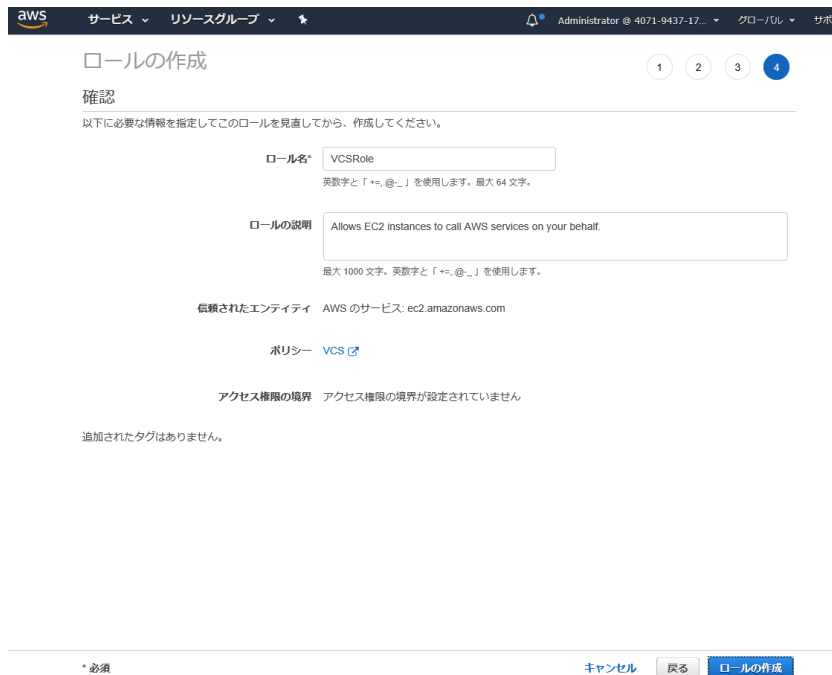 aws サービス リソースグループ Administrator @ 4071-9437-17... グローバル サポ
ロールの作成
1 2 3 4
確認
以下に必要な情報を指定してこのロールを見直してから、作成してください。
ロール名* VCSRole
英数字と「 +=,.@-_ 」を使用します。最大 64 文字。
ロールの説明 Allows EC2 instances to call AWS services on your behalf.
最大 1000 文字。英数字と「 +=,.@-_ 」を使用します。
信頼されたエンティティ AWS のサービス: ec2.amazonaws.com
ポリシー VCS
アクセス権限の境界 アクセス権限の境界が設定されていません
追加されたタグはありません。
* 必須 キャンセル 戻る ロールの作成